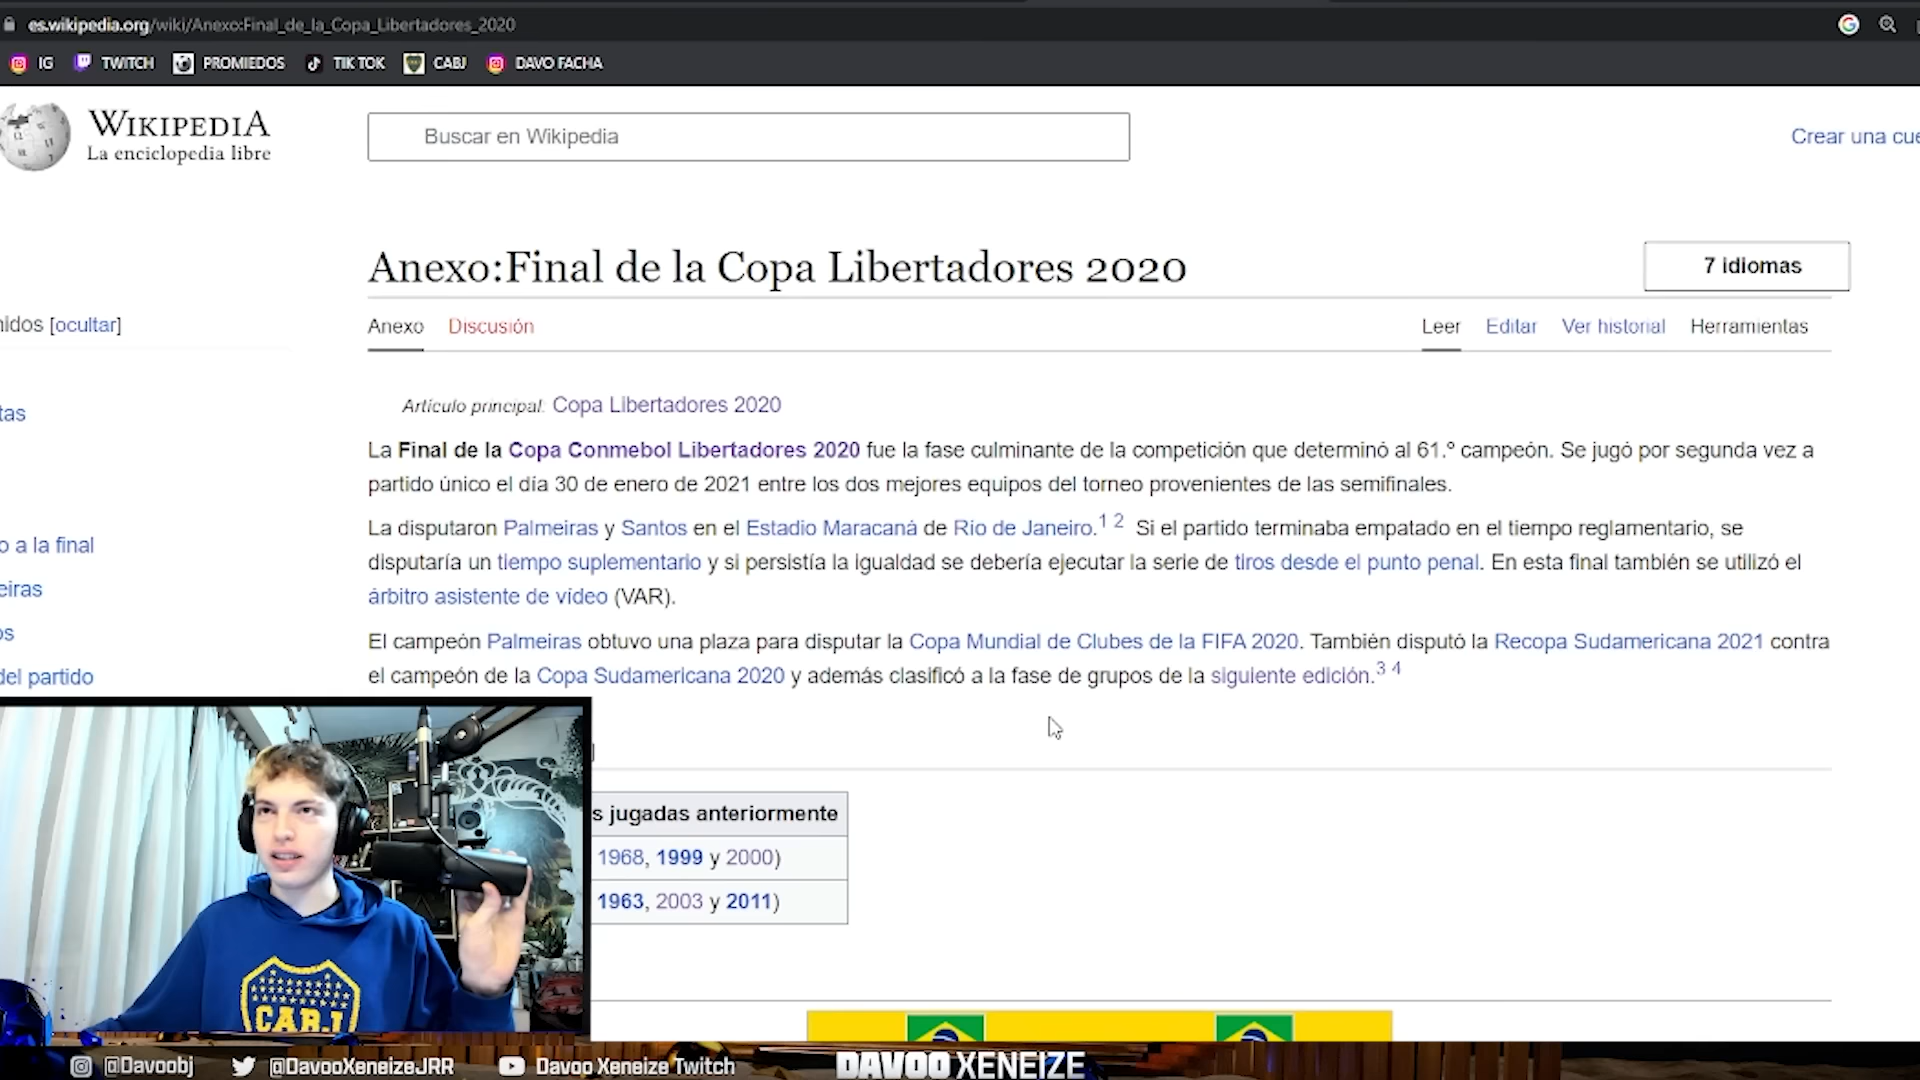 es.wikipedia.org/wiki/Anexo:Final_de_la_Copa_Libertadores_2020
IG TWITCH PROMIEDOS TIK TOK CABJ DAVO FACHA
WIKIPEDIA
La enciclopedia libre
Buscar en Wikipedia
Crear una cue
Anexo:Final de la Copa Libertadores 2020
7 idiomas
nidos [ocultar]
Anexo Discusión Leer Editar Ver historial Herramientas
Artículo principal: Copa Libertadores 2020
tas
La Final de la Copa Conmebol Libertadores 2020 fue la fase culminante de la competición que determinó al 61.º campeón. Se jugó por segunda vez a
partido único el día 30 de enero de 2021 entre los dos mejores equipos del torneo provenientes de las semifinales.
La disputaron Palmeiras y Santos en el Estadio Maracaná de Río de Janeiro.1 2 Si el partido terminaba empatado en el tiempo reglamentario, se
disputaría un tiempo suplementario y si persistía la igualdad se debería ejecutar la serie de tiros desde el punto penal. En esta final también se utilizó el
árbitro asistente de vídeo (VAR).
o a la final
eiras
os
del partido
El campeón Palmeiras obtuvo una plaza para disputar la Copa Mundial de Clubes de la FIFA 2020. También disputó la Recopa Sudamericana 2021 contra
el campeón de la Copa Sudamericana 2020 y además clasificó a la fase de grupos de la siguiente edición.3 4
s jugadas anteriormente
1968, 1999 y 2000)
1963, 2003 y 2011)
CABJ
@Davoobj @DavooXeneizeJRR Davoo Xeneize Twitch DAVOO XENEIZE